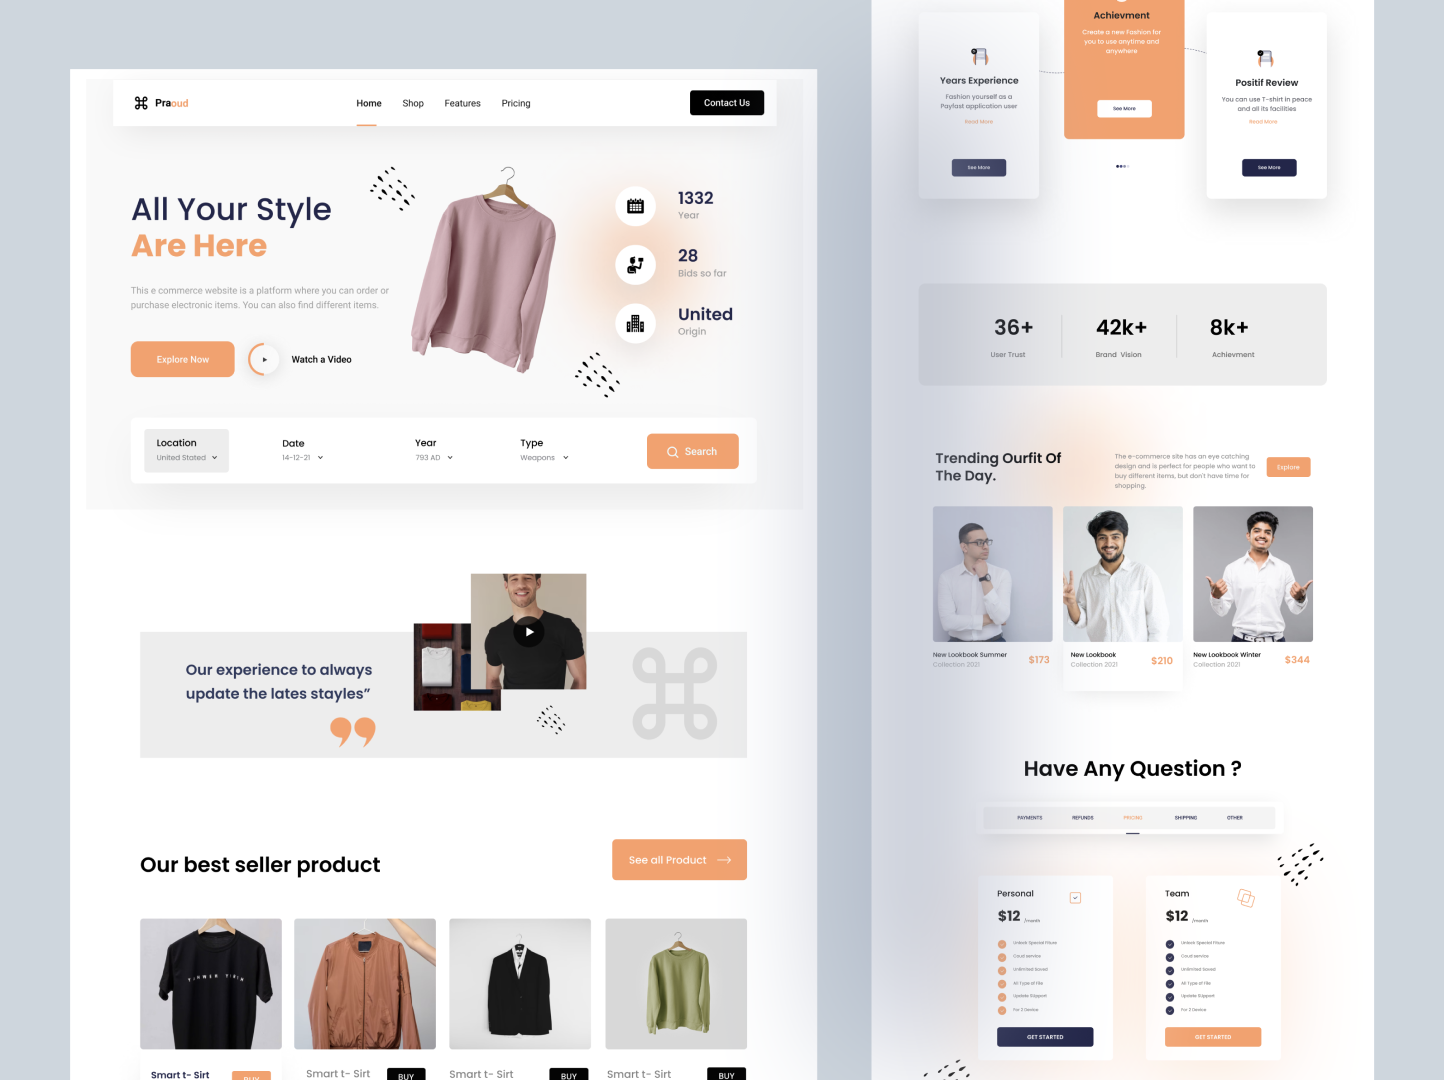 Praoud
Home
Shop
Features
Pricing
Contact Us
All Your Style
Are Here
This e commerce website is a platform where you can order or
purchase electronic items. You can also find different items.
Explore Now
Watch a Video
1332
Year
28
Bids so far
United
Origin
Location
United Stated
Date
14-12-21
Year
793 AD
Type
Weapons
Search
Our experience to always
update the lates stayles”
Our best seller product
See all Product
Smart t- Sirt
BUY
Smart t- Sirt
BUY
Smart t- Sirt
BUY
Smart t- Sirt
BUY
Years Experience
Fashion yourself as a
Payfast application user
Read More
See More
Achievment
Create a new Fashion for
you to use anytime and
anywhere
See More
Positif Review
You can use T-shirt in peace
and all its facilities
Read More
See More
36+
User Trust
42k+
Brand Vision
8k+
Achievment
Trending Ourfit Of
The Day.
The e-commerce site has an eye catching
design and is perfect for people who want to
buy different items, but don't have time for
shopping.
Explore
New Lookbook Summer
Collection 2021
$173
New Lookbook
Collection 2021
$210
New Lookbook Winter
Collection 2021
$344
Have Any Question ?
PAYMENTS
REFUNDS
PRICING
SHIPPING
OTHER
Personal
$12 /month
Unlock Special
Cloud service
Unlimited Saved
All Type of File
Update SUpport
For 2 Device
GET STARTED
Team
$12 /month
Unlock Special
Cloud service
Unlimited Saved
All Type of File
Update SUpport
For 2 Device
GET STARTED